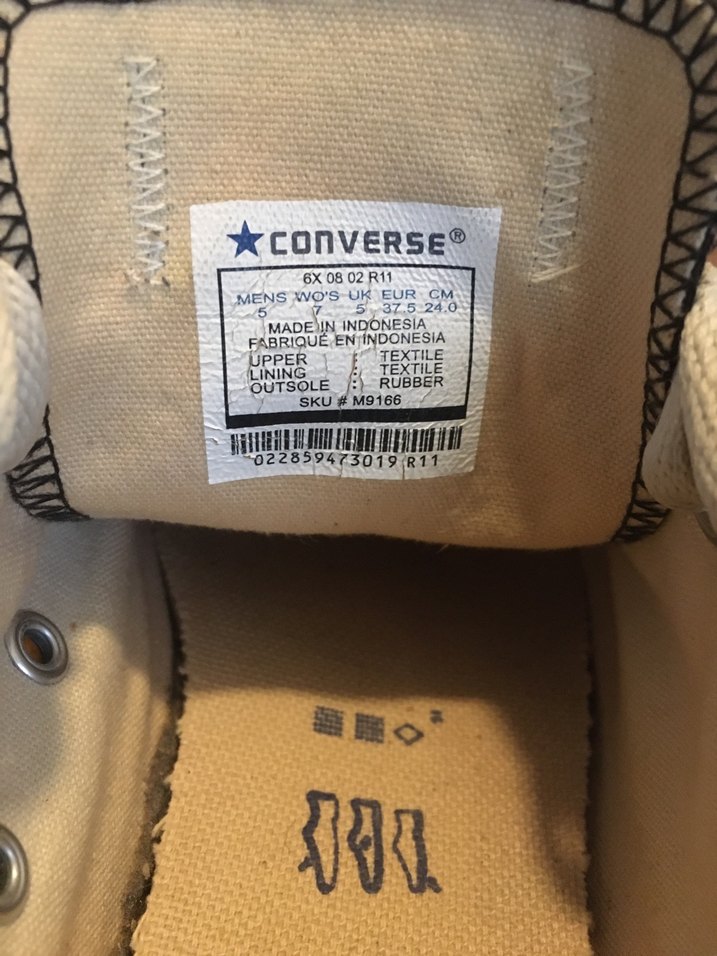 CONVERSE®
6X 08 02 R11
MENS WO'S UK EUR CM
5 7 5 37.5 24.0
MADE IN INDONESIA
FABRIQUÉ EN INDONESIA
UPPER : TEXTILE
LINING : TEXTILE
OUTSOLE : RUBBER
SKU # M9166
022859473019 R11